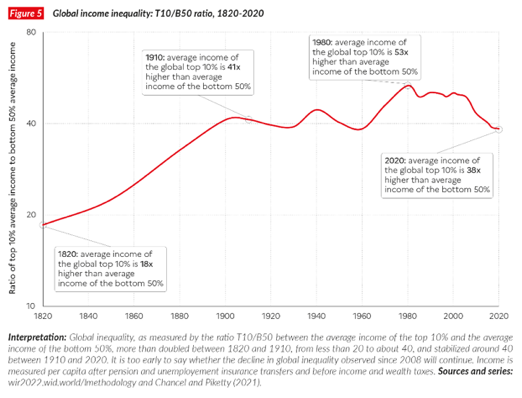 Figure 5 Global income inequality: T10/B50 ratio, 1820-2020
Ratio of top 10% average income to bottom 50% average income
80
40
20
10
1910: average income of
the global top 10% is 41x
higher than average
income of the bottom 50%
1980: average income of
the global top 10% is 53x
higher than average
income of the bottom 50%
2020: average income of
the global top 10% is 38x
higher than average
income of the bottom 50%
1820: average income of
the global top 10% is 18x
higher than average
income of the bottom 50%
1820 1840 1860 1880 1900 1920 1940 1960 1980 2000 2020
Interpretation: Global inequality, as measured by the ratio T10/B50 between the average income of the top 10% and the average
income of the bottom 50%, more than doubled between 1820 and 1910, from less than 20 to about 40, and stabilized around 40
between 1910 and 2020. It is too early to say whether the decline in global inequality observed since 2008 will continue. Income is
measured per capita after pension and unemployement insurance transfers and before income and wealth taxes. Sources and series:
wir2022.wid.world/methodology and Chancel and Piketty (2021).